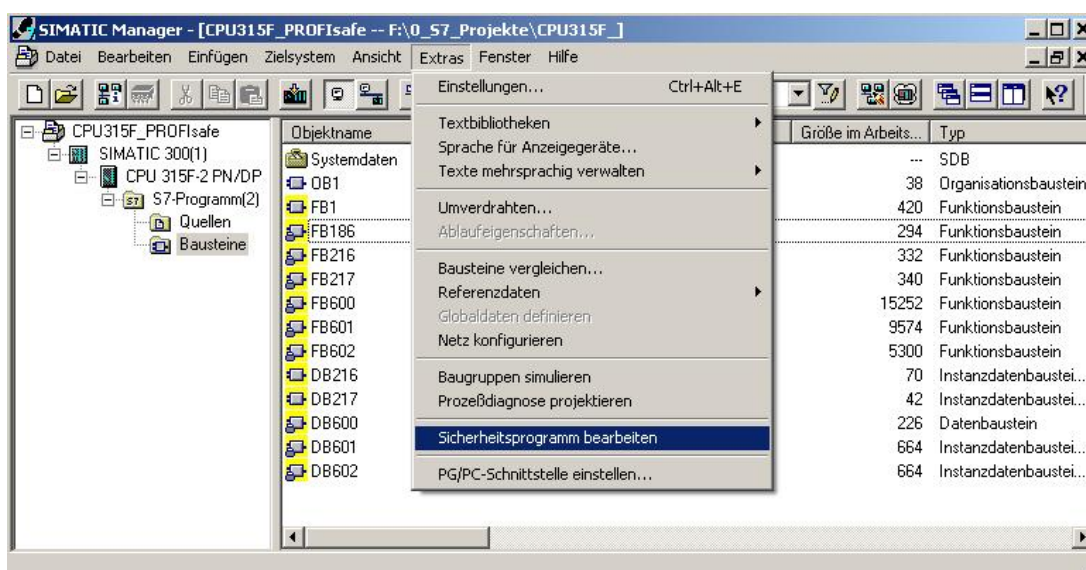 SIMATIC Manager - [CPU315F_PROFIsafe -- F:\0_S7_Projekte\CPU315F_]
Datei Bearbeiten Einfügen Zielsystem Ansicht Extras Fenster Hilfe
Einstellungen... Ctrl+Alt+E
Textbibliotheken
Sprache für Anzeigegeräte...
Texte mehrsprachig verwalten
Umverdrahten...
Ablaufeigenschaften...
Bausteine vergleichen...
Referenzdaten
Globaldaten definieren
Netz konfigurieren
Baugruppen simulieren
Prozeßdiagnose projektieren
Sicherheitsprogramm bearbeiten
PG/PC-Schnittstelle einstellen...
CPU315F_PROFIsafe
SIMATIC 300(1)
CPU 315F-2 PN/DP
S7-Programm(2)
Quellen
Bausteine
Objektname Größe im Arbeits... Typ
Systemdaten --- SDB
OB1 38 Organisationsbaustein
FB1 420 Funktionsbaustein
FB186 294 Funktionsbaustein
FB216 332 Funktionsbaustein
FB217 340 Funktionsbaustein
FB600 15252 Funktionsbaustein
FB601 9574 Funktionsbaustein
FB602 5300 Funktionsbaustein
DB216 70 Instanzdatenbaustei...
DB217 42 Instanzdatenbaustei...
DB600 226 Datenbaustein
DB601 664 Instanzdatenbaustei...
DB602 664 Instanzdatenbaustei...